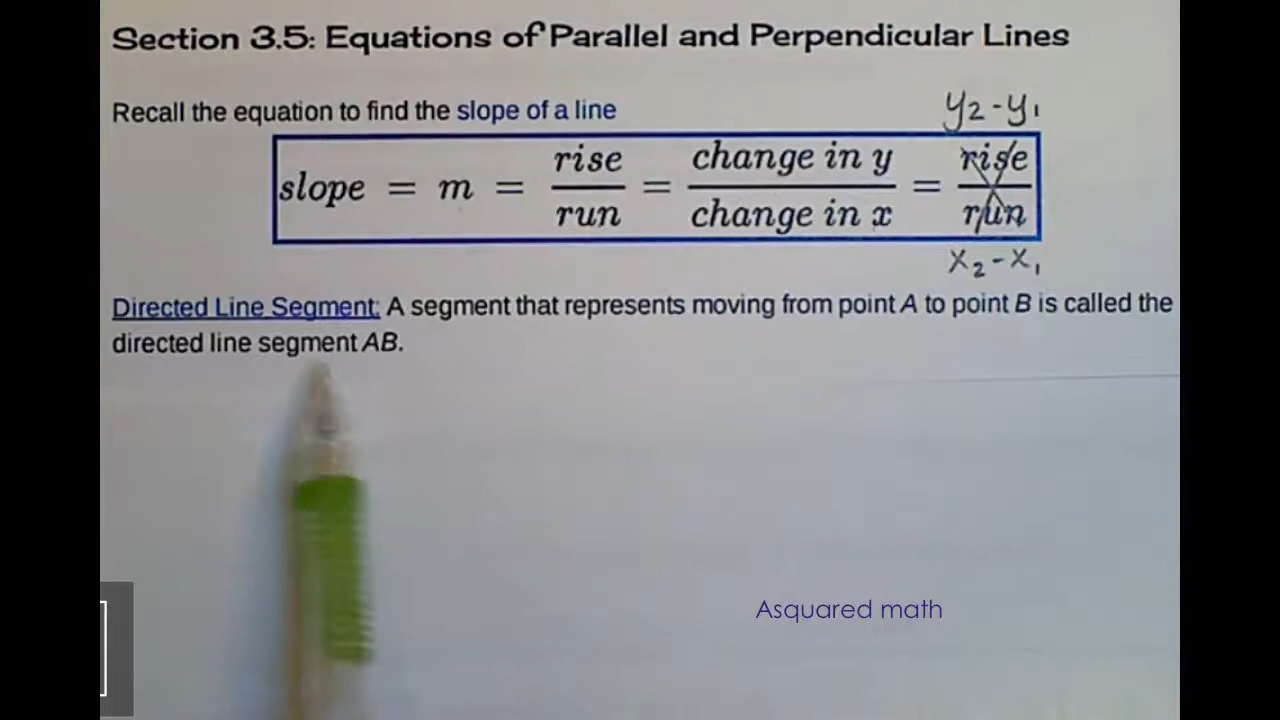 Section 3.5: Equations of Parallel and Perpendicular Lines
Recall the equation to find the slope of a line
y₂ - y₁
slope = m = rise/run = change in y/change in x = rise/run
x₂ - x₁
Directed Line Segment: A segment that represents moving from point A to point B is called the
directed line segment AB.
Asquared math